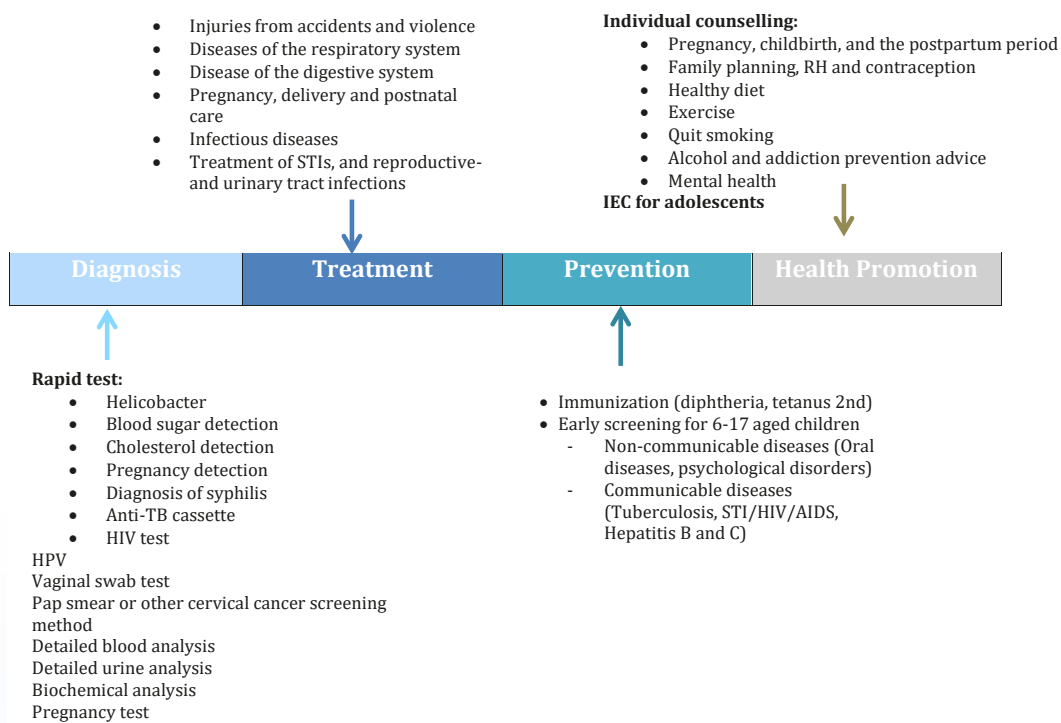 • Injuries from accidents and violence
• Diseases of the respiratory system
• Disease of the digestive system
• Pregnancy, delivery and postnatal
care
• Infectious diseases
• Treatment of STIs, and reproductive-
and urinary tract infections
Individual counselling:
• Pregnancy, childbirth, and the postpartum period
• Family planning, RH and contraception
• Healthy diet
• Exercise
• Quit smoking
• Alcohol and addiction prevention advice
• Mental health
IEC for adolescents
Diagnosis
Treatment
Prevention
Health Promotion
Rapid test:
• Helicobacter
• Blood sugar detection
• Cholesterol detection
• Pregnancy detection
• Diagnosis of syphilis
• Anti-TB cassette
• HIV test
HPV
Vaginal swab test
Pap smear or other cervical cancer screening
method
Detailed blood analysis
Detailed urine analysis
Biochemical analysis
Pregnancy test
• Immunization (diphtheria, tetanus 2nd)
• Early screening for 6-17 aged children
- Non-communicable diseases (Oral
diseases, psychological disorders)
- Communicable diseases
(Tuberculosis, STI/HIV/AIDS,
Hepatitis B and C)